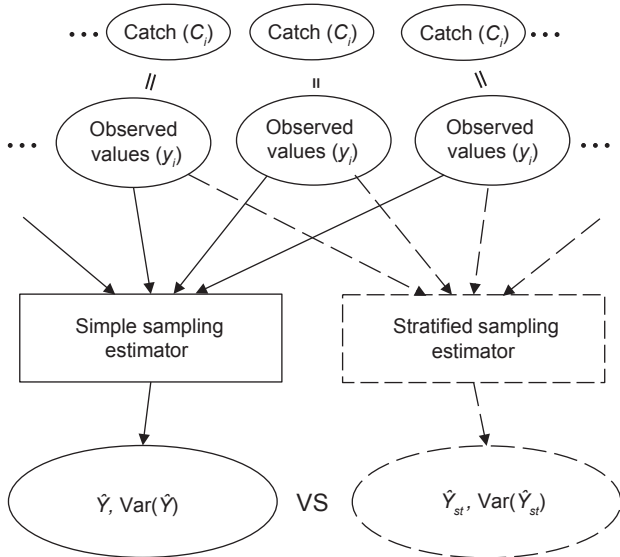 ••• Catch (C_i) Catch (C_i) Catch (C_i) •••
= = =
••• Observed values (y_i) Observed values (y_i) Observed values (y_i) •••
Simple sampling
estimator
Stratified sampling
estimator
Ŷ, Var(Ŷ) VS Ŷ_st, Var(Ŷ_st)